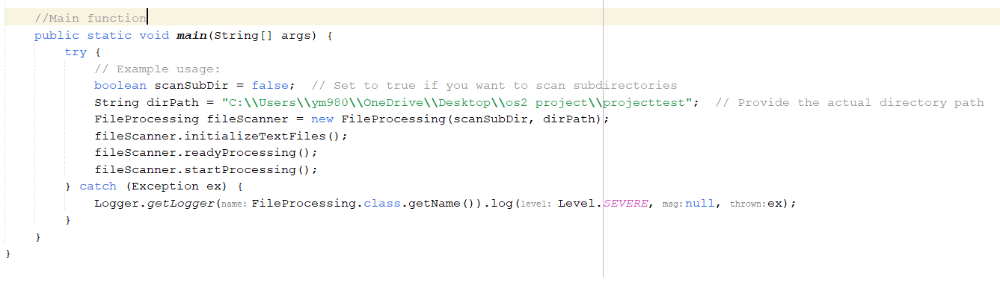 //Main function
public static void main(String[] args) {
try {
// Example usage:
boolean scanSubDir = false;  // Set to true if you want to scan subdirectories
String dirPath = "C:\\Users\\ym980\\OneDrive\\Desktop\\os2 project\\projecttest";  // Provide the actual directory path
FileProcessing fileScanner = new FileProcessing(scanSubDir, dirPath);
fileScanner.initializeTextFiles();
fileScanner.readyProcessing();
fileScanner.startProcessing();
} catch (Exception ex) {
Logger.getLogger(name: FileProcessing.class.getName()).log(level: Level.SEVERE, msg: null, thrown: ex);
}
}
}